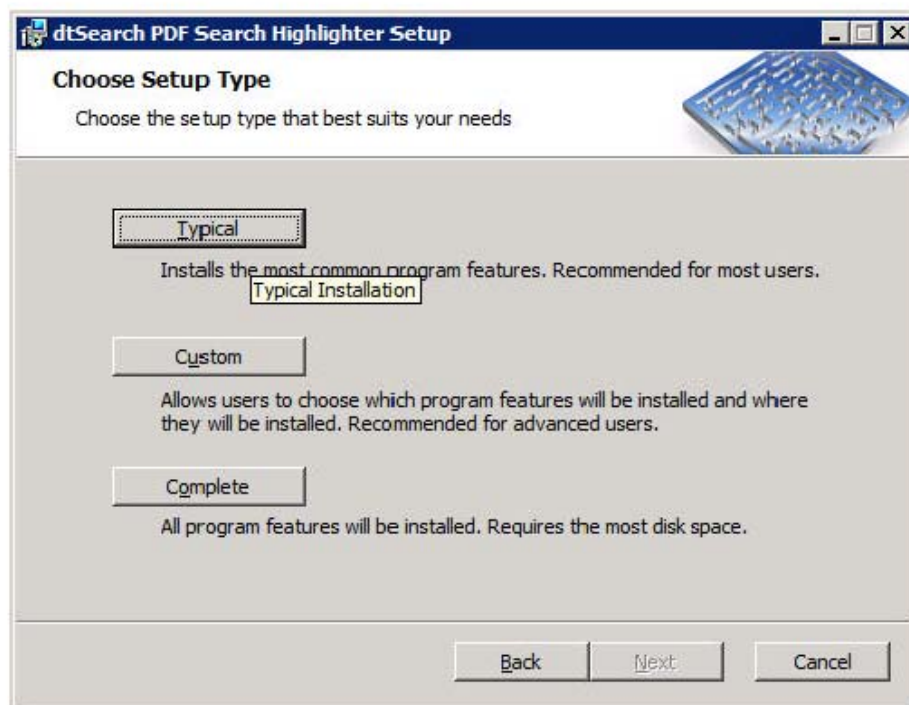 dtSearch PDF Search Highlighter Setup
Choose Setup Type
Choose the setup type that best suits your needs
Typical
Installs the most common program features. Recommended for most users.
Typical Installation
Custom
Allows users to choose which program features will be installed and where
they will be installed. Recommended for advanced users.
Complete
All program features will be installed. Requires the most disk space.
Back
Next
Cancel